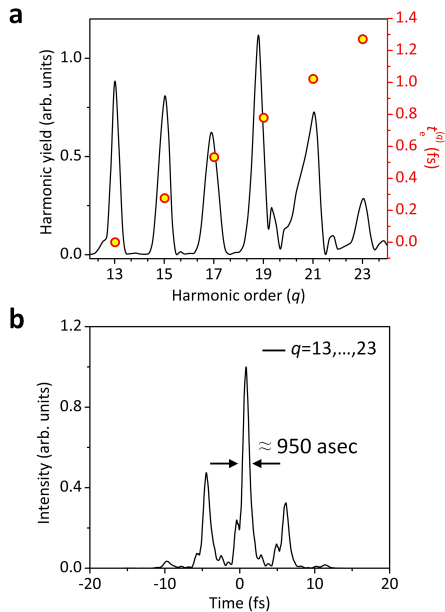 a
Harmonic yield (arb. units)
1.0
0.5
0.0
1.4
1.2
1.0
0.8
0.6
0.4
0.2
0.0
t_e^(q) (fs)
13 15 17 19 21 23
Harmonic order (q)
b
Intensity (arb. units)
1.2
0.8
0.4
0.0
q=13,...,23
≈ 950 asec
-20 -10 0 10 20
Time (fs)